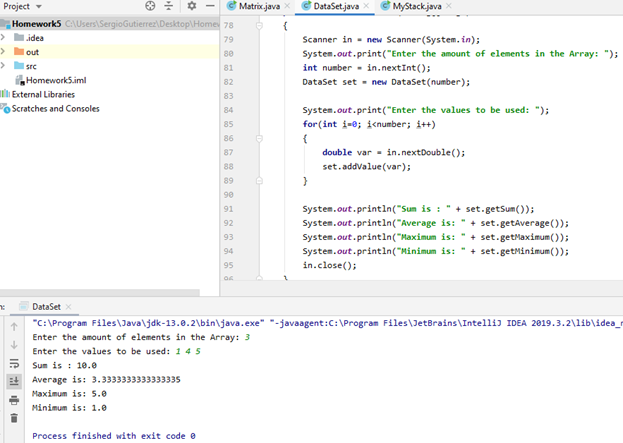 Project
Matrix.java
DataSet.java
MyStack.java
Homework5 C:\Users\SergioGutierrez\Desktop\Homew
.idea
out
src
Homework5.iml
External Libraries
Scratches and Consoles
78 {
79 Scanner in = new Scanner(System.in);
80 System.out.print("Enter the amount of elements in the Array: ");
81 int number = in.nextInt();
82 DataSet set = new DataSet(number);
83
84 System.out.print("Enter the values to be used: ");
85 for(int i=0; i<number; i++)
86 {
87 double var = in.nextDouble();
88 set.addValue(var);
89 }
90
91 System.out.println("Sum is : " + set.getSum());
92 System.out.println("Average is: " + set.getAverage());
93 System.out.println("Maximum is: " + set.getMaximum());
94 System.out.println("Minimum is: " + set.getMinimum());
95 in.close();
96 }
n: DataSet
"C:\Program Files\Java\jdk-13.0.2\bin\java.exe" "-javaagent:C:\Program Files\JetBrains\IntelliJ IDEA 2019.3.2\lib\idea_r
Enter the amount of elements in the Array: 3
Enter the values to be used: 1 4 5
Sum is : 10.0
Average is: 3.3333333333333335
Maximum is: 5.0
Minimum is: 1.0
Process finished with exit code 0